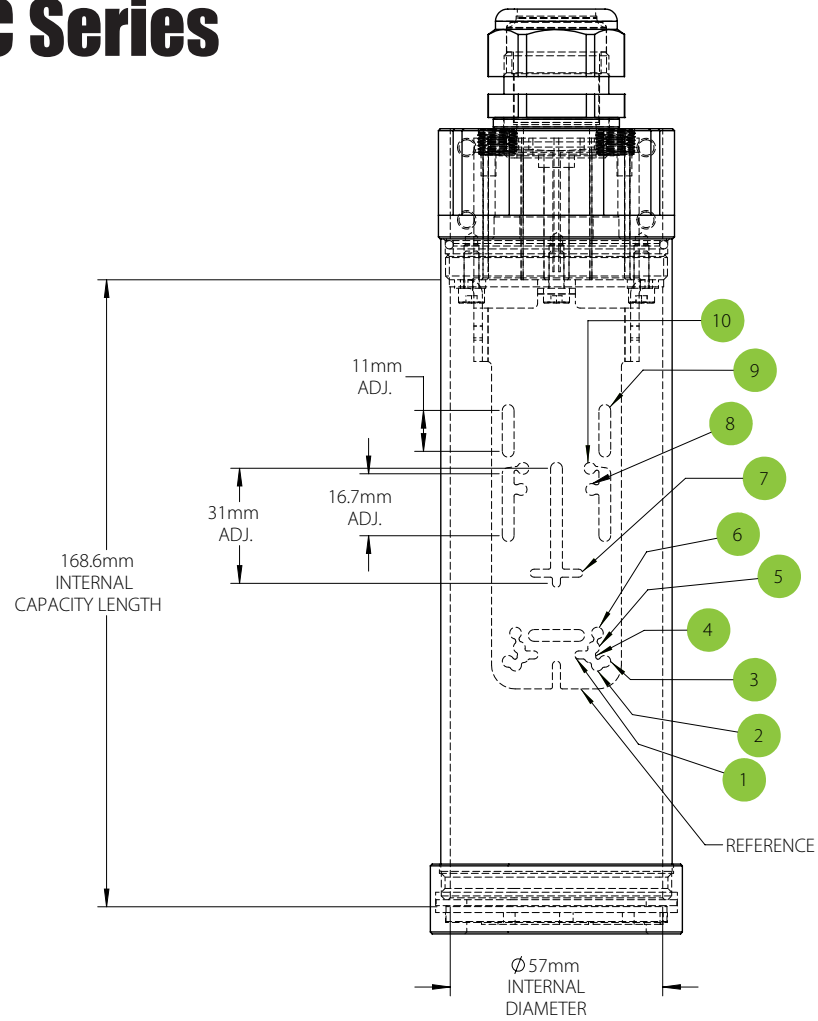 C Series
10
11mm
ADJ.
9
8
7
16.7mm
ADJ.
31mm
ADJ.
6
168.6mm
INTERNAL
CAPACITY LENGTH
5
4
3
2
1
REFERENCE
Ø57mm
INTERNAL
DIAMETER